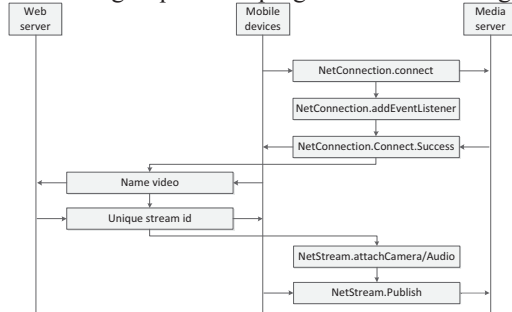 Web
server
Mobile
devices
Media
server
NetConnection.connect
NetConnection.addEventListener
NetConnection.Connect.Success
Name video
Unique stream id
NetStream.attachCamera/Audio
NetStream.Publish